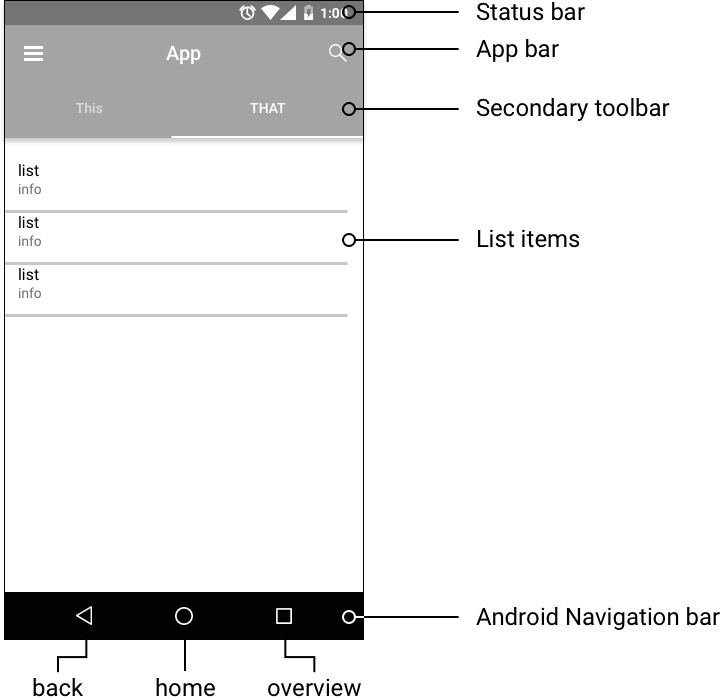 1:00
Status bar
App
App bar
This
THAT
Secondary toolbar
list
info
list
info
List items
list
info
Android Navigation bar
back
home
overview